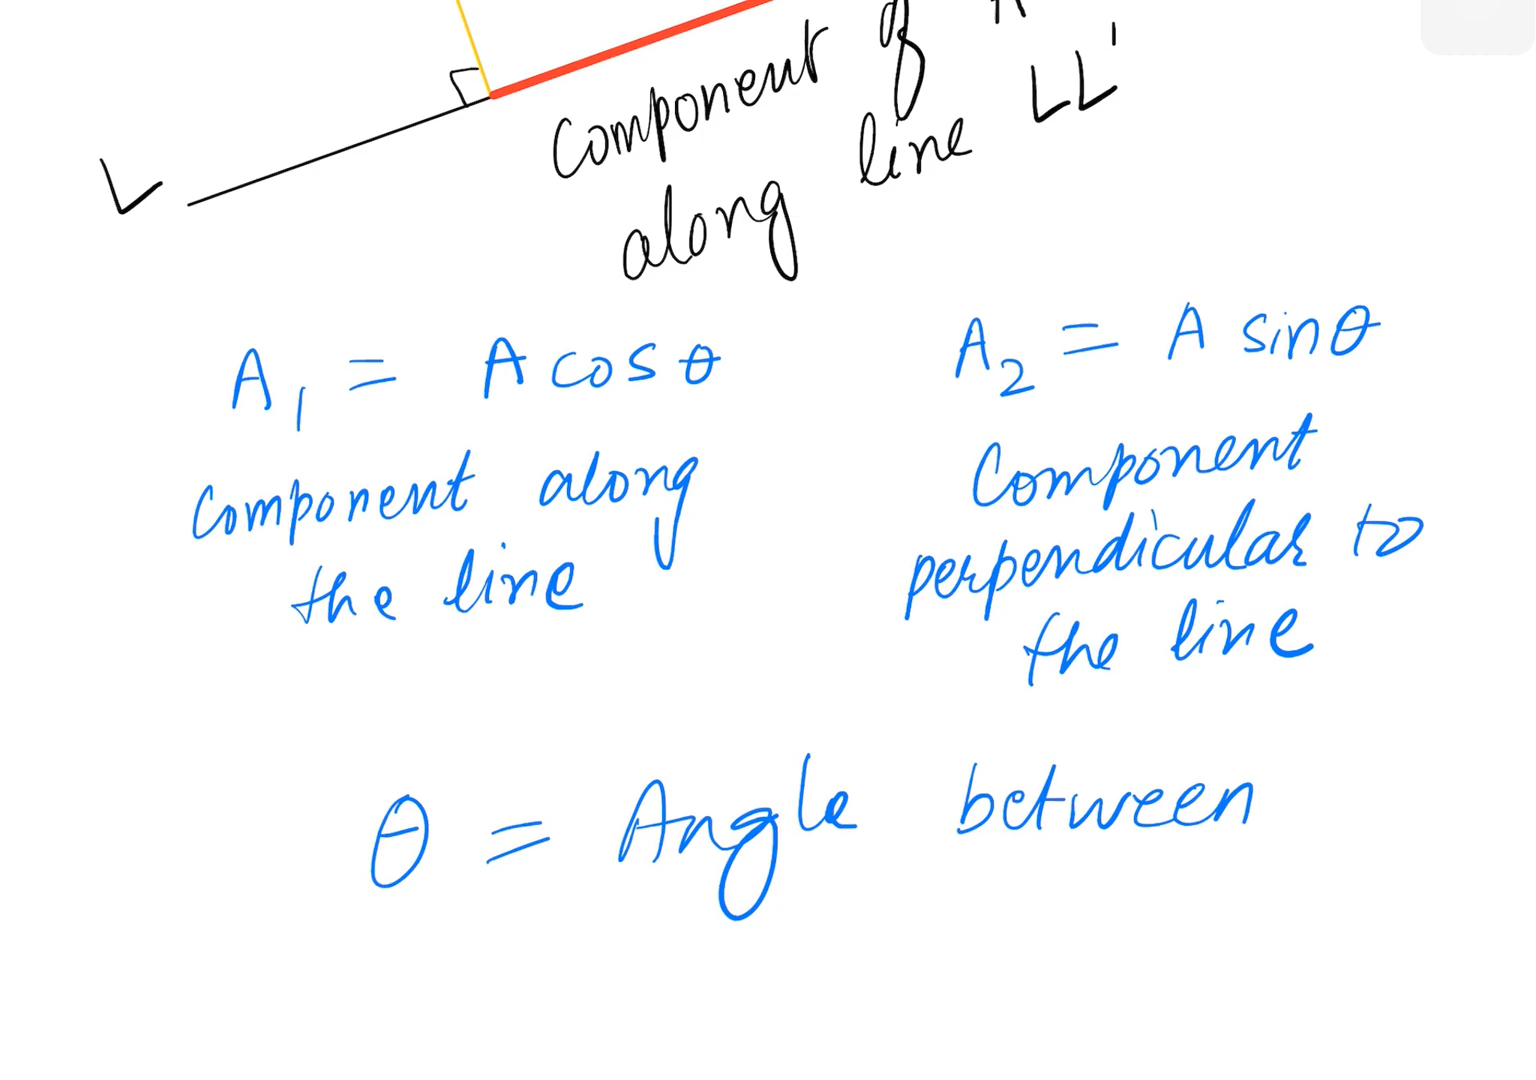 Component of
along line LL'
L
A₁ = A cos θ
A₂ = A sin θ
Component along
the line
Component
perpendicular to
the line
θ = Angle between